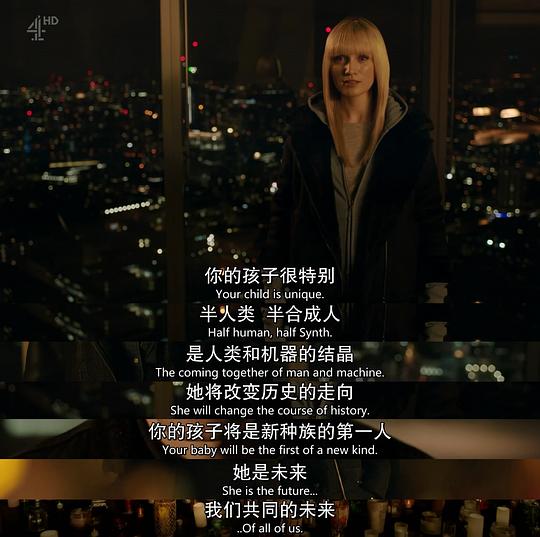 4 HD
你的孩子很特别
Your child is unique.
半人类 半合成人
Half human, half Synth.
是人类和机器的结晶
The coming together of man and machine.
她将改变历史的走向
She will change the course of history.
你的孩子将是新种族的第一人
Your baby will be the first of a new kind.
她是未来
She is the future...
我们共同的未来
..Of all of us.